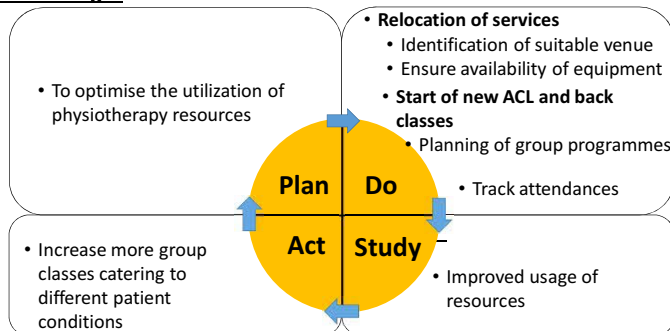 • To optimise the utilization of
physiotherapy resources
• Relocation of services
• Identification of suitable venue
• Ensure availability of equipment
• Start of new ACL and back
classes
• Planning of group programmes
• Track attendances
Plan
Do
Act
Study
• Increase more group
classes catering to
different patient
conditions
• Improved usage of
resources